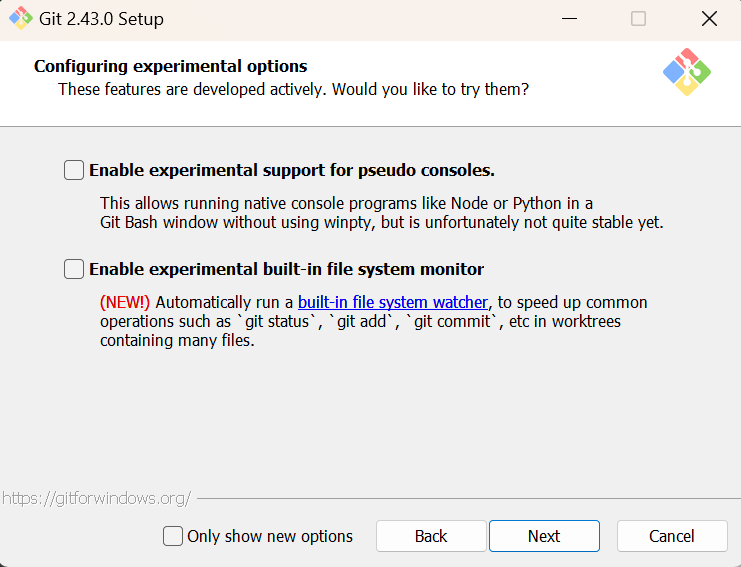 Git 2.43.0 Setup
Configuring experimental options
These features are developed actively. Would you like to try them?
Enable experimental support for pseudo consoles.
This allows running native console programs like Node or Python in a
Git Bash window without using winpty, but is unfortunately not quite stable yet.
Enable experimental built-in file system monitor
(NEW!) Automatically run a built-in file system watcher, to speed up common
operations such as `git status`, `git add`, `git commit`, etc in worktrees
containing many files.
https://gitforwindows.org/
Only show new options
Back
Next
Cancel